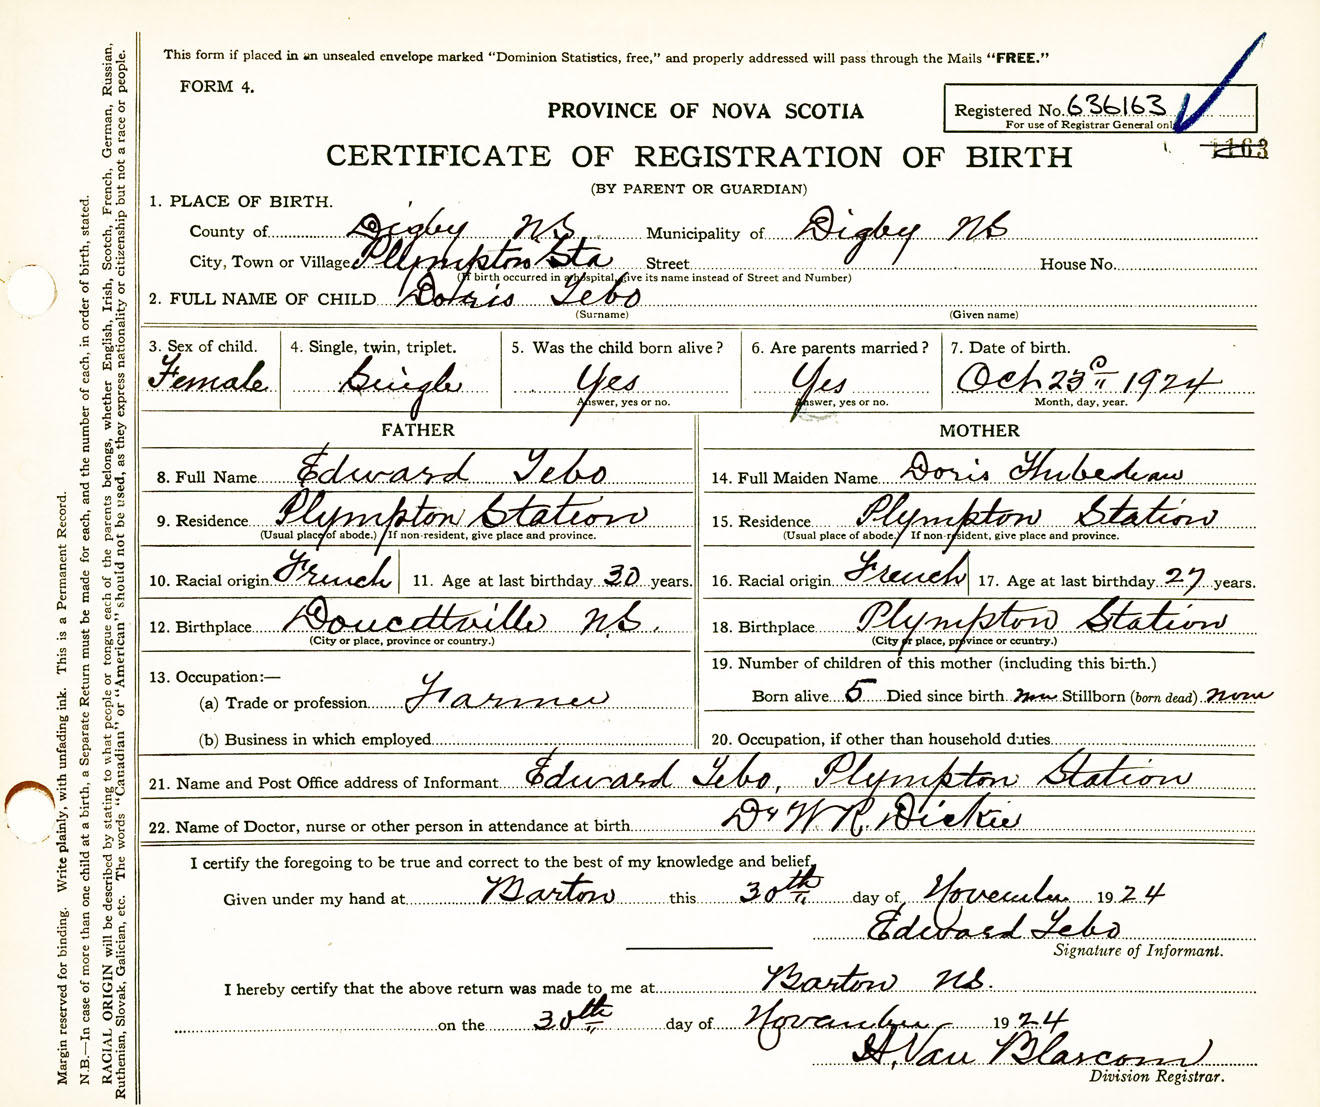 This form if placed in an unsealed envelope marked "Dominion Statistics, free," and properly addressed will pass through the Mails "FREE."
FORM 4.
PROVINCE OF NOVA SCOTIA
Registered No. 636163
For use of Registrar General only
1163
CERTIFICATE OF REGISTRATION OF BIRTH
(BY PARENT OR GUARDIAN)
1. PLACE OF BIRTH.
County of Digby NS Municipality of Digby NS
City, Town or Village Plympton Sta Street House No.
(If birth occurred in a hospital, give its name instead of Street and Number)
2. FULL NAME OF CHILD Doris Tebo
(Surname) (Given name)
3. Sex of child. 4. Single, twin, triplet. 5. Was the child born alive? 6. Are parents married? 7. Date of birth.
Female Single Yes Yes Oct 23 1924
Answer, yes or no. Answer, yes or no. Month, day, year.
FATHER MOTHER
8. Full Name Edward Tebo 14. Full Maiden Name Doris
9. Residence Plympton Station 15. Residence Plympton Station
(Usual place of abode.) If non-resident, give place and province. (Usual place of abode.) If non-resident, give place and province.
10. Racial origin French 11. Age at last birthday 30 years. 16. Racial origin French 17. Age at last birthday 27 years.
12. Birthplace Doucettville N.S. 18. Birthplace Plympton Station
(City or place, province or country.) (City or place, province or country.)
13. Occupation:— 19. Number of children of this mother (including this birth.)
(a) Trade or profession Farmer Born alive 5 Died since birth Stillborn (born dead) none
(b) Business in which employed 20. Occupation, if other than household duties
21. Name and Post Office address of Informant Edward Tebo, Plympton Station
22. Name of Doctor, nurse or other person in attendance at birth Dr W. R. Dickie
I certify the foregoing to be true and correct to the best of my knowledge and belief,
Given under my hand at Barton this 30th day of November 1924
Edward Tebo
Signature of Informant.
I hereby certify that the above return was made to me at Barton NS.
on the 30th day of November 1924
H. Van Blarcom
Division Registrar.
Margin reserved for binding. Write plainly, with unfading ink. This is a Permanent Record.
N.B.—In case of more than one child at a birth, a Separate Return must be made for each, and the number of each, in order of birth, stated.
RACIAL ORIGIN will be described by stating to what people or tongue each of the parents belongs, whether English, Irish, Scotch, French, German, Russian,
Ruthenian, Slovak, Galician, etc. The words "Canadian" or "American" should not be used, as they express nationality or citizenship but not a race or people.